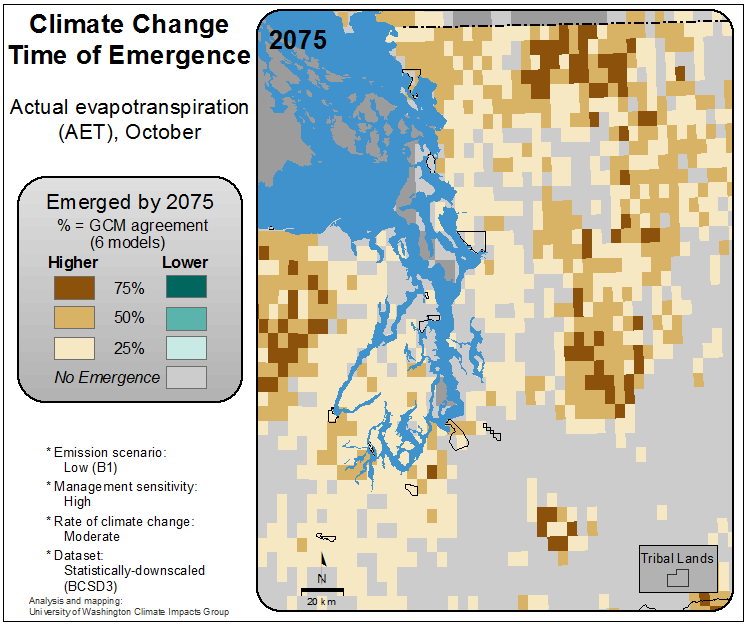 Climate Change
Time of Emergence
Actual evapotranspiration
(AET), October
Emerged by 2075
% = GCM agreement
(6 models)
Higher Lower
75%
50%
25%
No Emergence
* Emission scenario:
Low (B1)
* Management sensitivity:
High
* Rate of climate change:
Moderate
* Dataset:
Statistically-downscaled
(BCSD3)
Analysis and mapping:
University of Washington Climate Impacts Group
2075
N
20 km
Tribal Lands